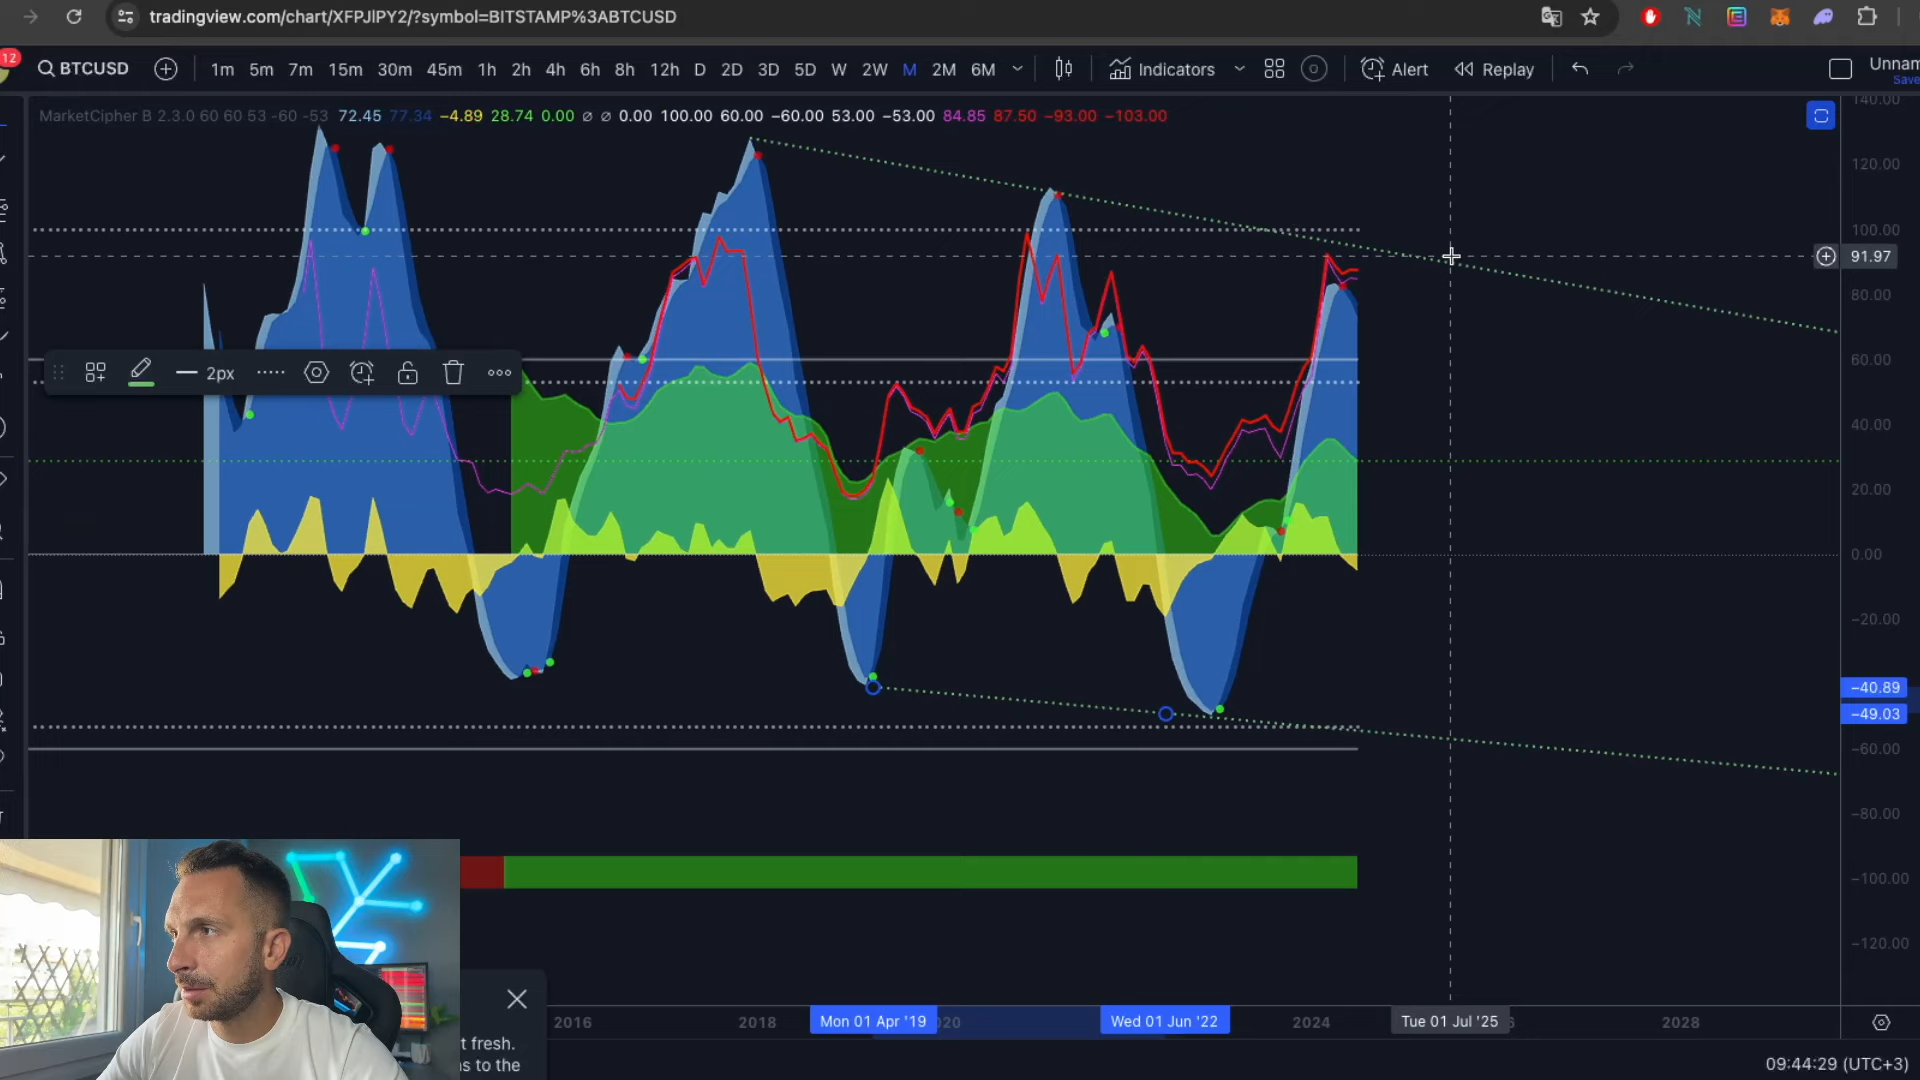 tradingview.com/chart/XFPJlPY2/?symbol=BITSTAMP%3ABTCUSD
12
BTCUSD 1m 5m 7m 15m 30m 45m 1h 2h 4h 6h 8h 12h D 2D 3D 5D W 2W M 2M 6M Indicators Alert Replay Unnam
Save
MarketCipher B 2.3.0 60 60 53 -60 -53 72.45 77.34 −4.89 28.74 0.00 ∅ ∅ 0.00 100.00 60.00 −60.00 53.00 −53.00 84.85 87.50 −93.00 −103.00
140.00
120.00
100.00
91.97
80.00
60.00
2px
40.00
20.00
0.00
−20.00
−40.89
−49.03
−60.00
−80.00
−100.00
−120.00
2016 2018 Mon 01 Apr '19 020 Wed 01 Jun '22 2024 Tue 01 Jul '25 2028
t fresh.
s to the
09:44:29 (UTC+3)